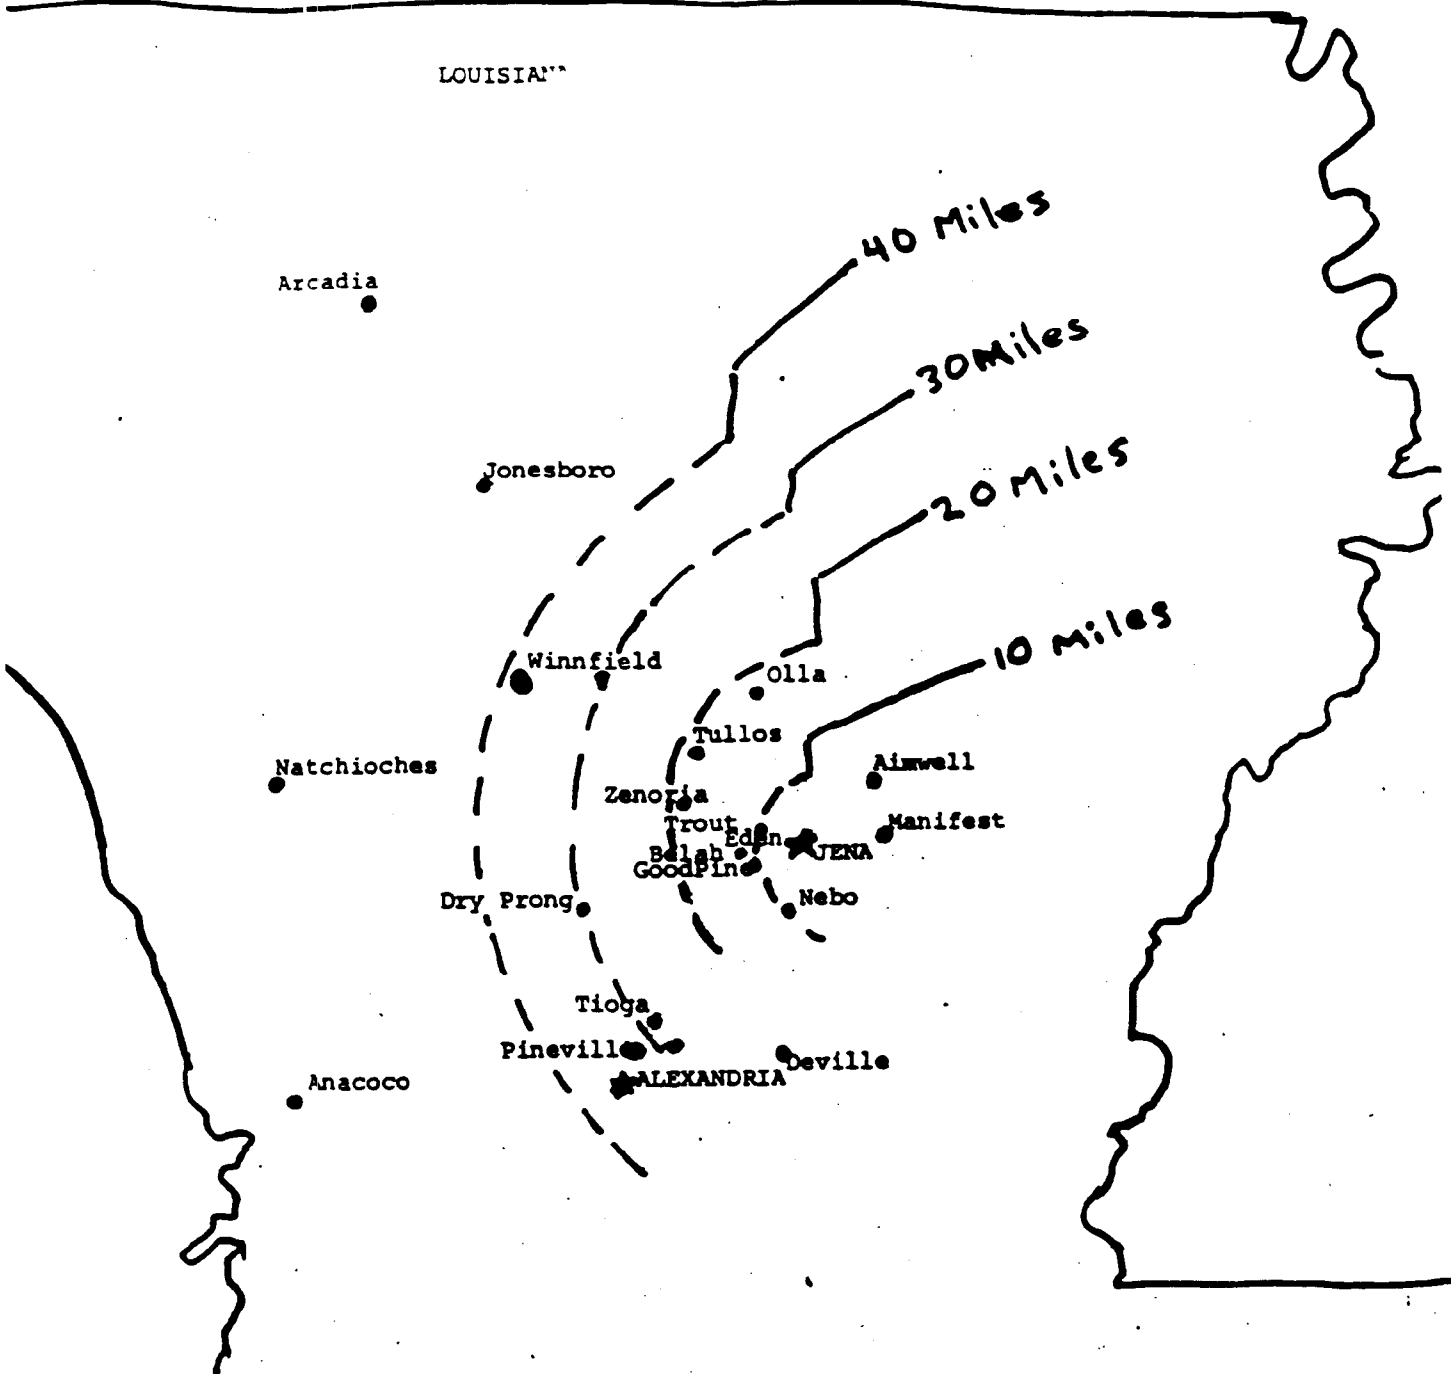 LOUISIANA
40 Miles
Arcadia
30 Miles
Jonesboro
20 Miles
10 Miles
Winnfield
Olla
Tullos
Natchioches
Aimwell
Zenoria
Trout
Manifest
Eden
Belah
JENA
GoodPine
Dry Prong
Nebo
Tioga
Pineville
Deville
ALEXANDRIA
Anacoco